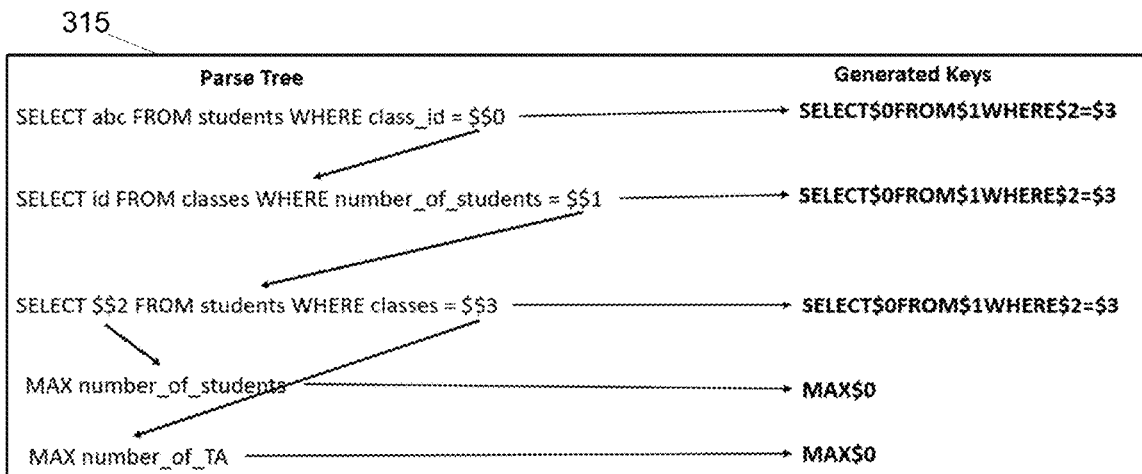 315
Parse Tree Generated Keys
SELECT abc FROM students WHERE class_id = $$0 SELECT$0FROM$1WHERE$2=$3
SELECT id FROM classes WHERE number_of_students = $$1 SELECT$0FROM$1WHERE$2=$3
SELECT $$2 FROM students WHERE classes = $$3 SELECT$0FROM$1WHERE$2=$3
MAX number_of_students MAX$0
MAX number_of_TA MAX$0